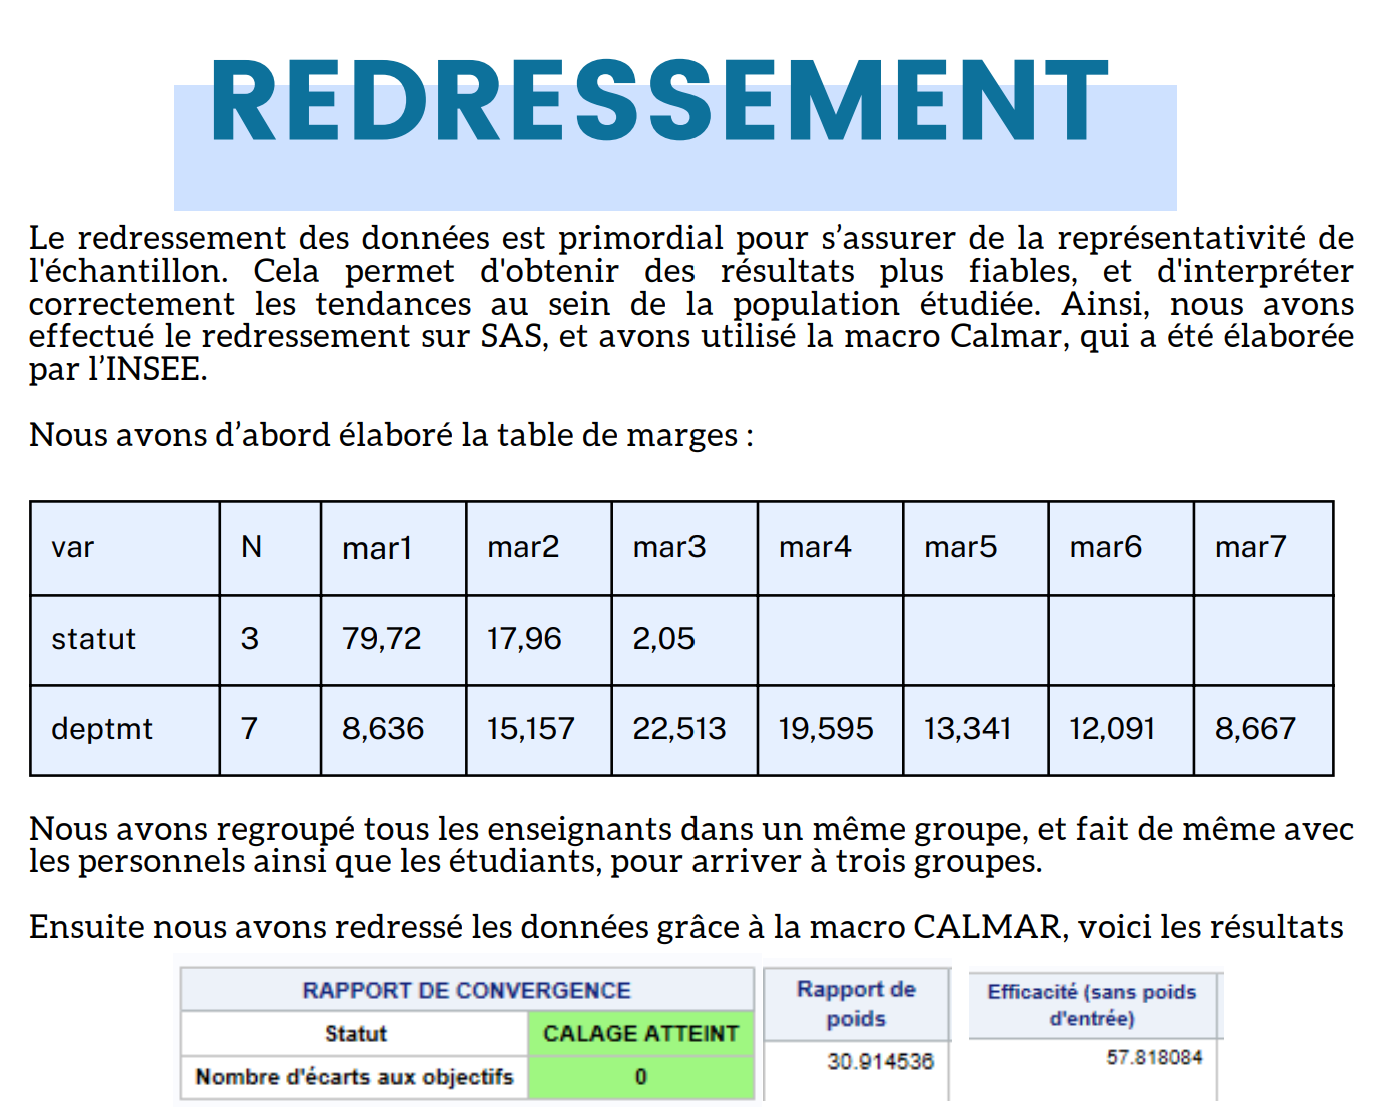 REDRESSEMENT
Le redressement des données est primordial pour s’assurer de la représentativité de
l'échantillon. Cela permet d'obtenir des résultats plus fiables, et d'interpréter
correctement les tendances au sein de la population étudiée. Ainsi, nous avons
effectué le redressement sur SAS, et avons utilisé la macro Calmar, qui a été élaborée
par l’INSEE.
Nous avons d’abord élaboré la table de marges :
var N mar1 mar2 mar3 mar4 mar5 mar6 mar7
statut 3 79,72 17,96 2,05
deptmt 7 8,636 15,157 22,513 19,595 13,341 12,091 8,667
Nous avons regroupé tous les enseignants dans un même groupe, et fait de même avec
les personnels ainsi que les étudiants, pour arriver à trois groupes.
Ensuite nous avons redressé les données grâce à la macro CALMAR, voici les résultats
RAPPORT DE CONVERGENCE
Statut CALAGE ATTEINT
Nombre d'écarts aux objectifs 0
Rapport de
poids
30.914536
Efficacité (sans poids
d'entrée)
57.818084